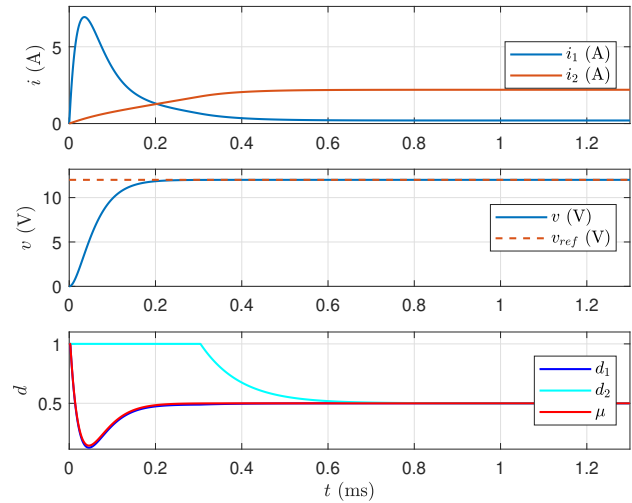 i (A)
5
0
0 0.2 0.4 0.6 0.8 1 1.2
i₁ (A)
i₂ (A)
v (V)
10
5
0
0 0.2 0.4 0.6 0.8 1 1.2
v (V)
v_ref (V)
d
1
0.5
0 0.2 0.4 0.6 0.8 1 1.2
d₁
d₂
μ
t (ms)